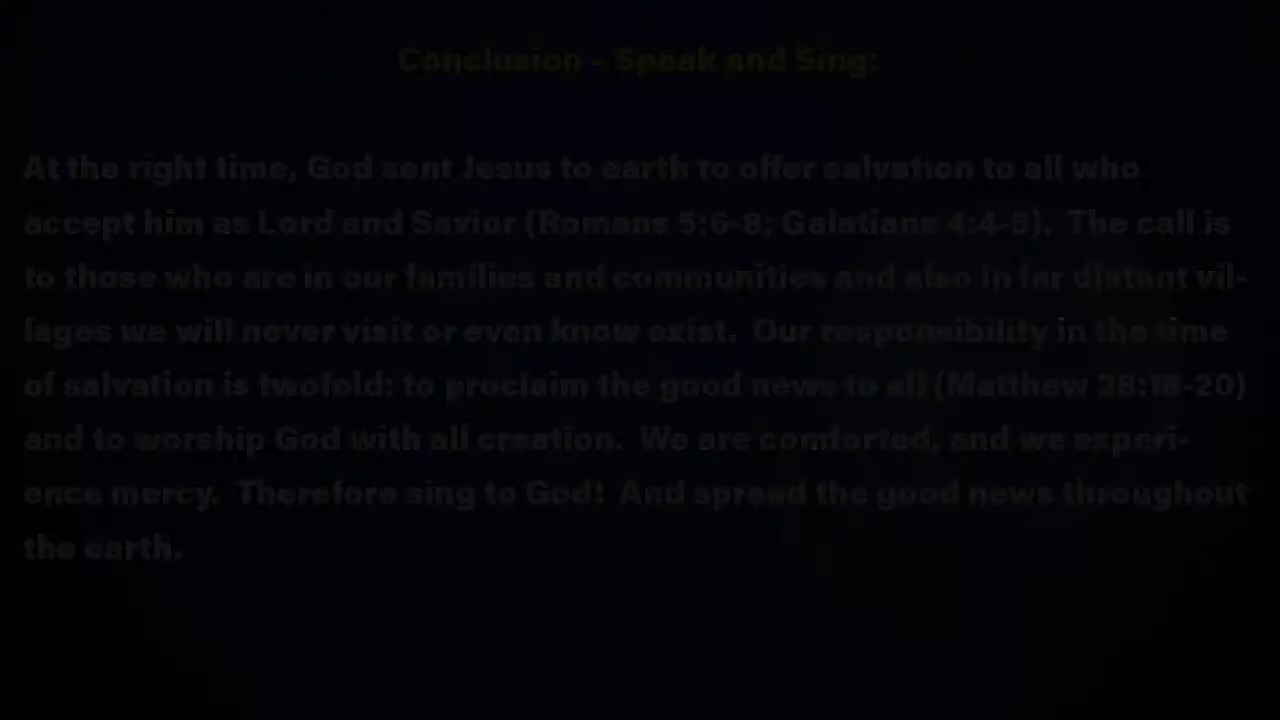 Conclusion – Speak and Sing:
At the right time, God sent Jesus to earth to offer salvation to all who
accept him as Lord and Savior (Romans 5:6-8; Galatians 4:4-5). The call is
to those who are in our families and communities and also in far distant vil-
lages we will never visit or even know exist. Our responsibility in the time
of salvation is twofold: to proclaim the good news to all (Matthew 28:18-20)
and to worship God with all creation. We are comforted, and we experi-
ence mercy. Therefore sing to God! And spread the good news throughout
the earth.